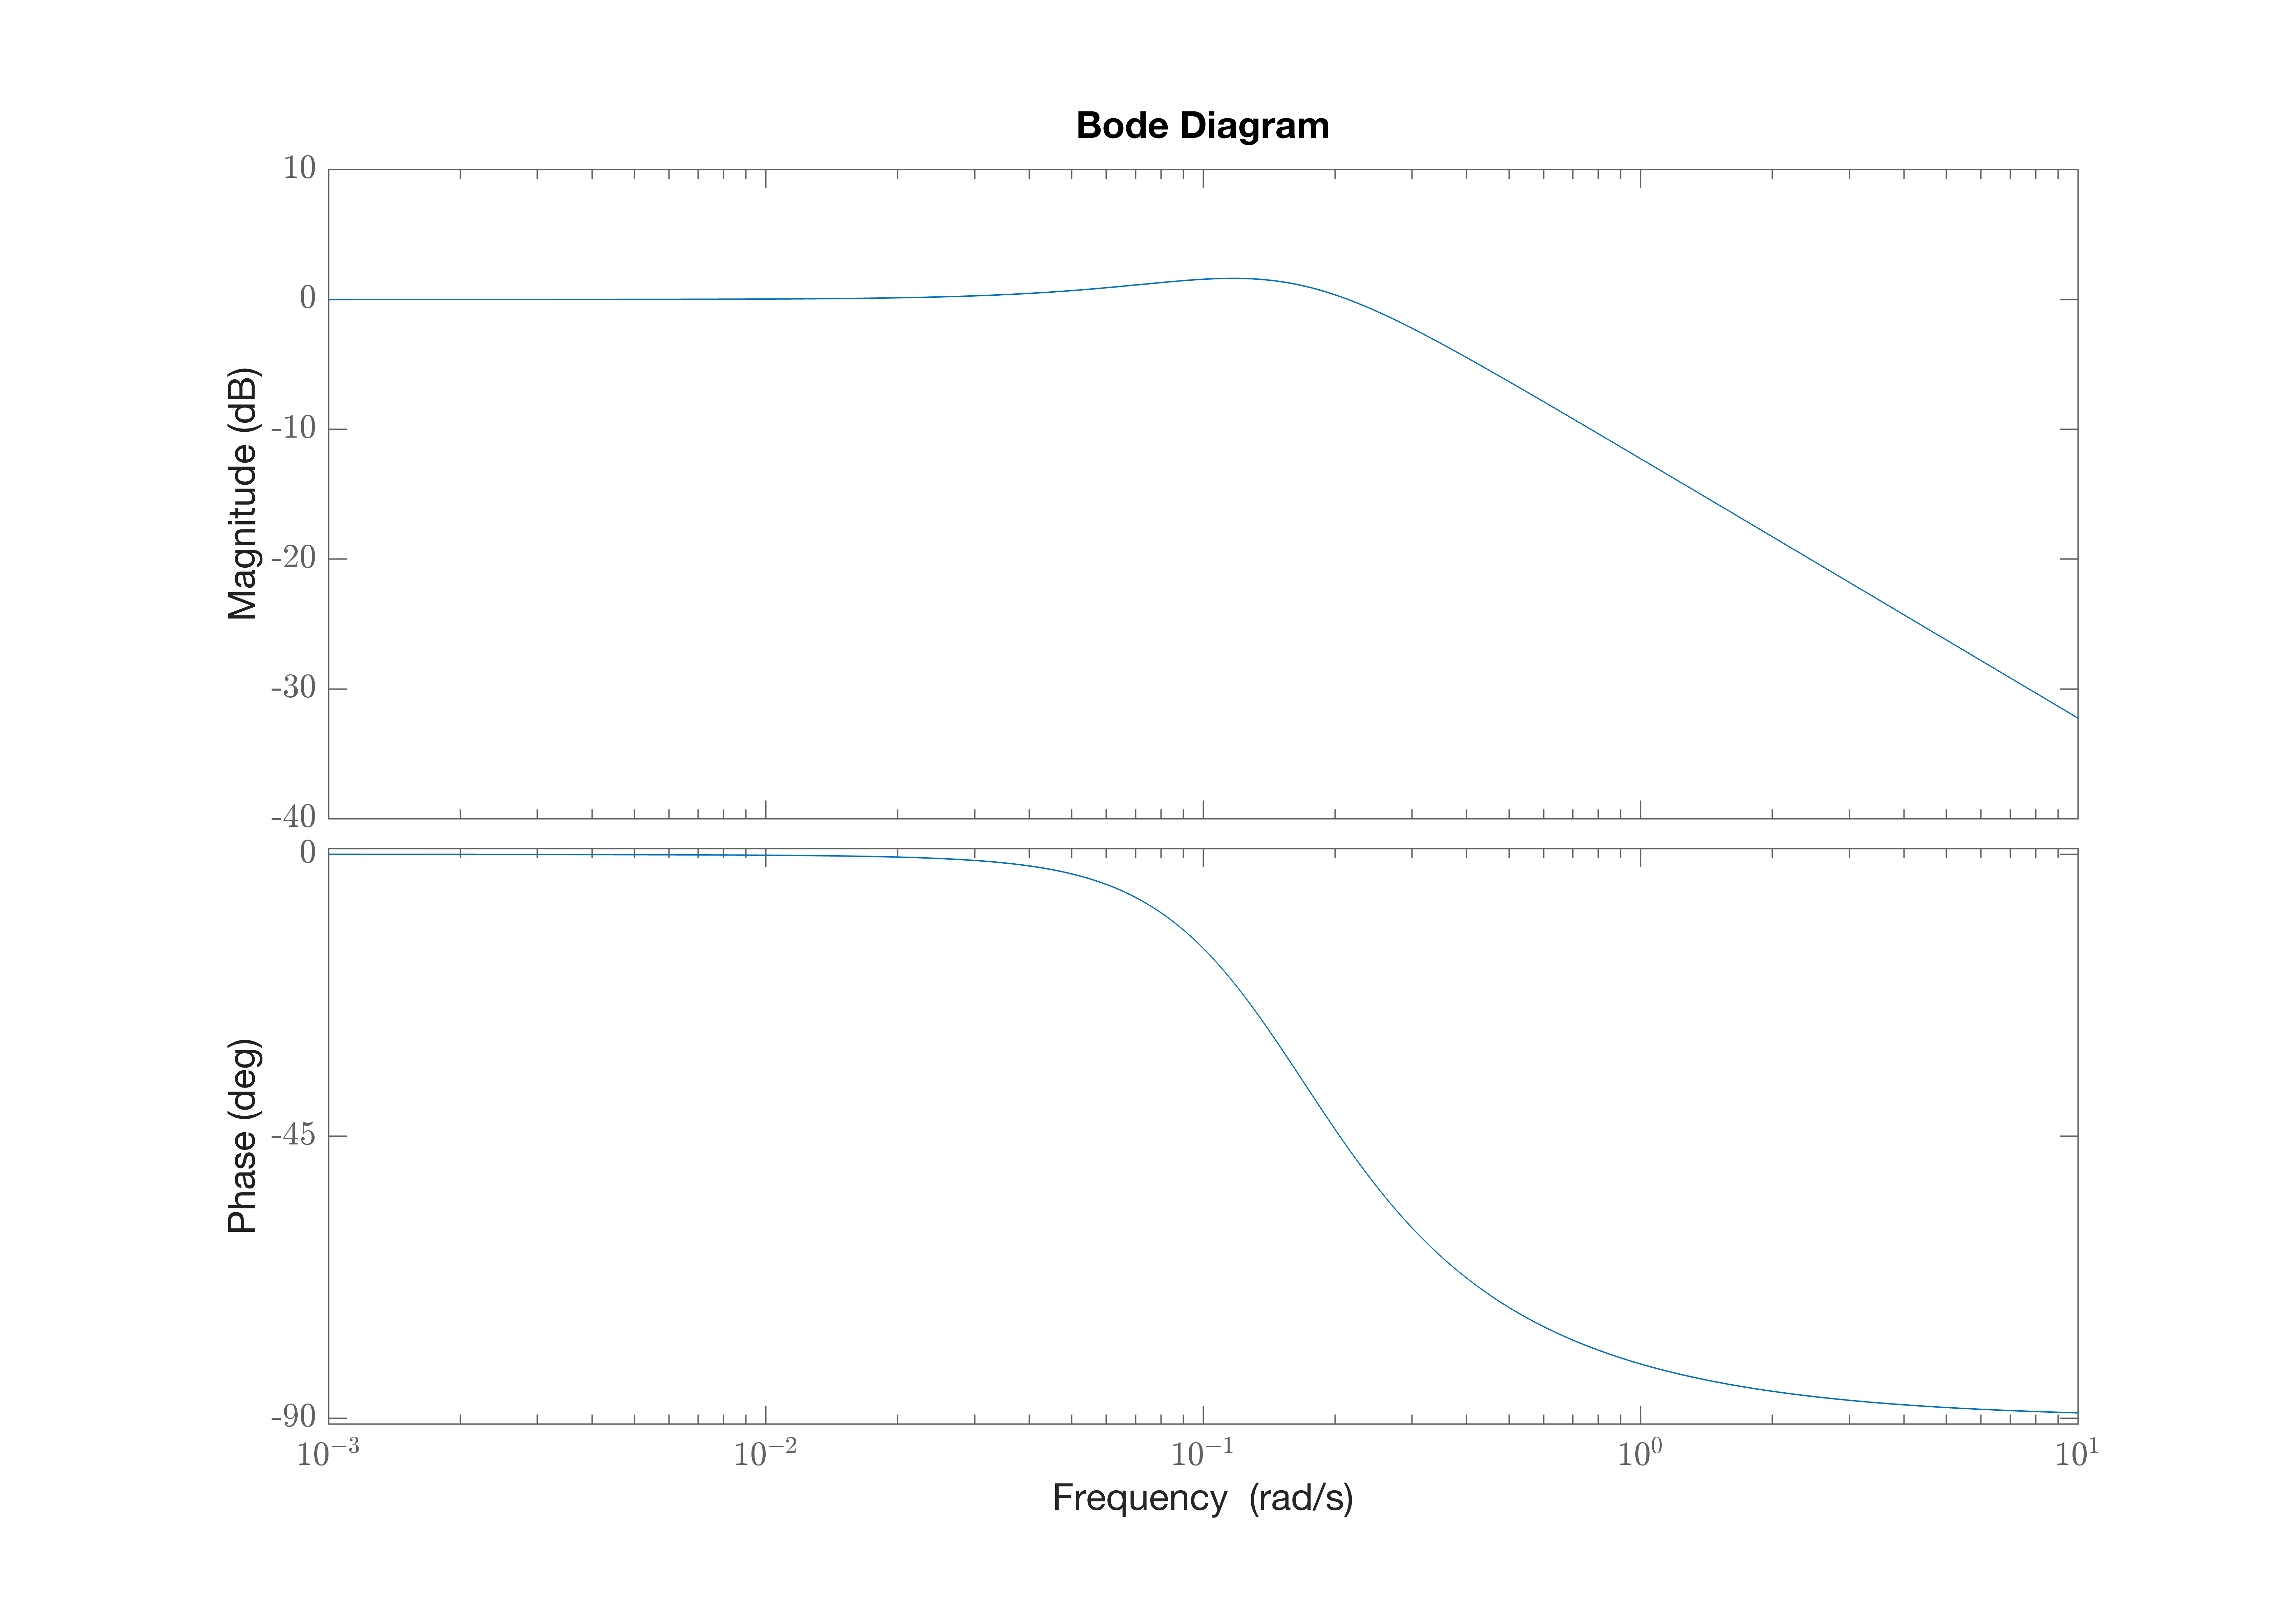 Bode Diagram
10
0
-10
-20
-30
-40
Magnitude (dB)
0
-45
-90
Phase (deg)
10⁻³ 10⁻² 10⁻¹ 10⁰ 10¹
Frequency (rad/s)